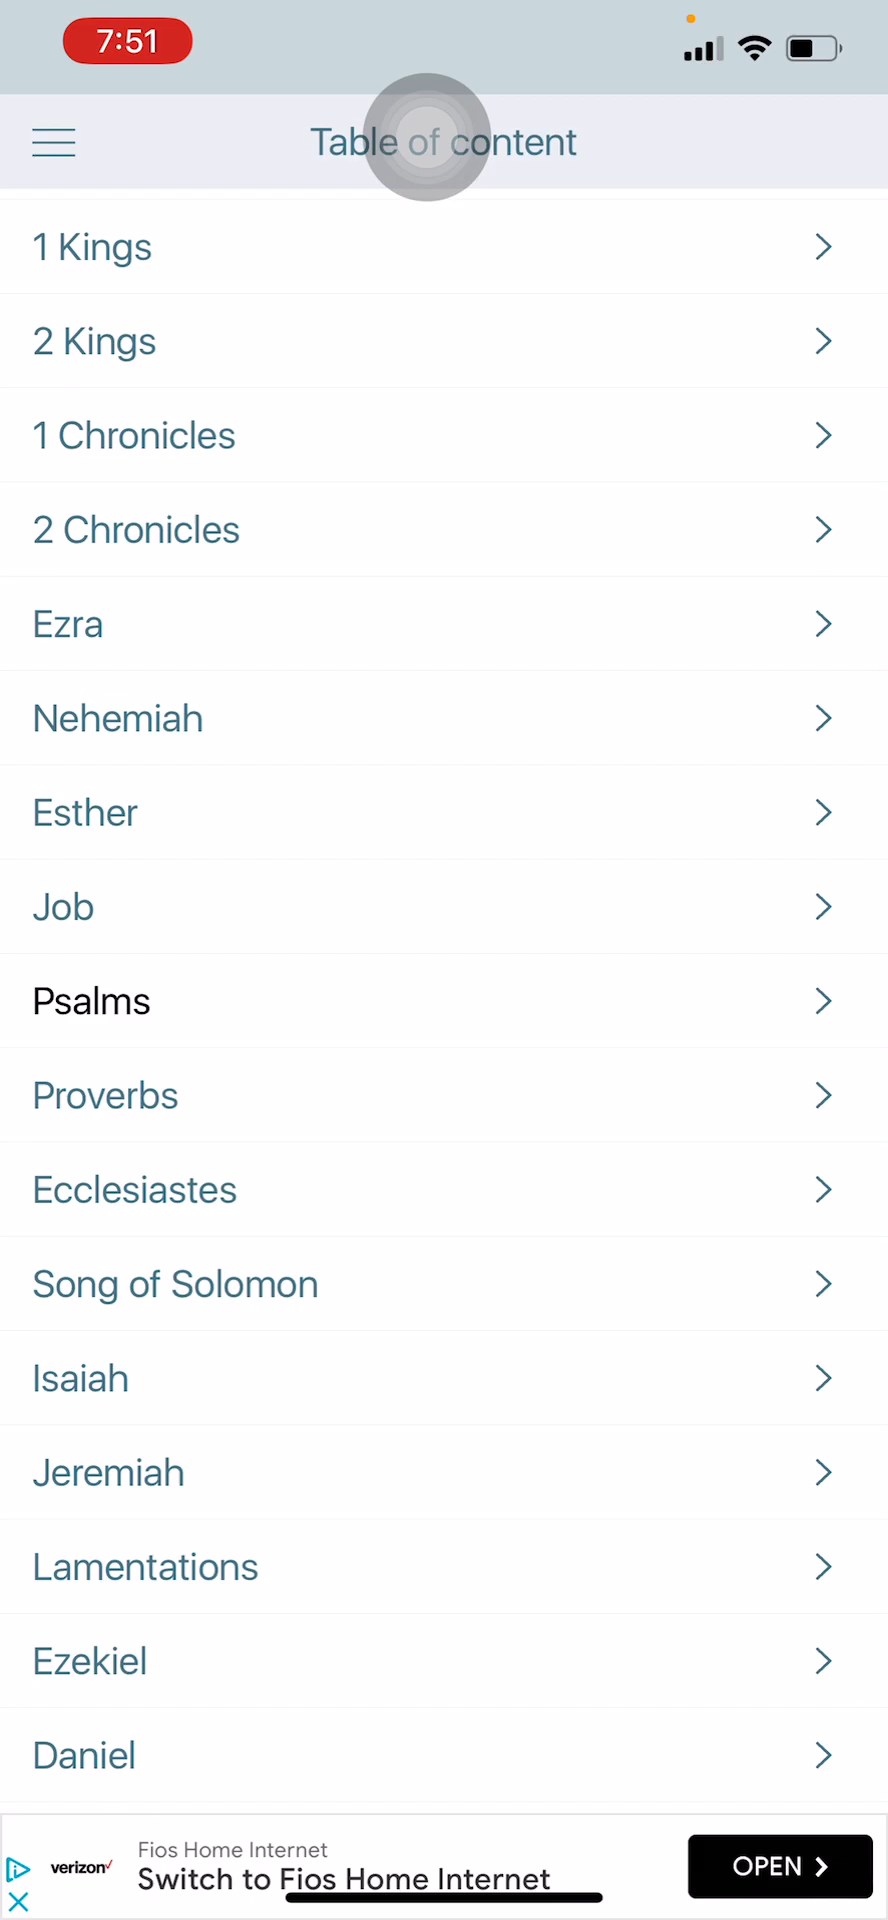 7:51
Table of content
1 Kings
2 Kings
1 Chronicles
2 Chronicles
Ezra
Nehemiah
Esther
Job
Psalms
Proverbs
Ecclesiastes
Song of Solomon
Isaiah
Jeremiah
Lamentations
Ezekiel
Daniel
Fios Home Internet
verizon
Switch to Fios Home Internet
OPEN